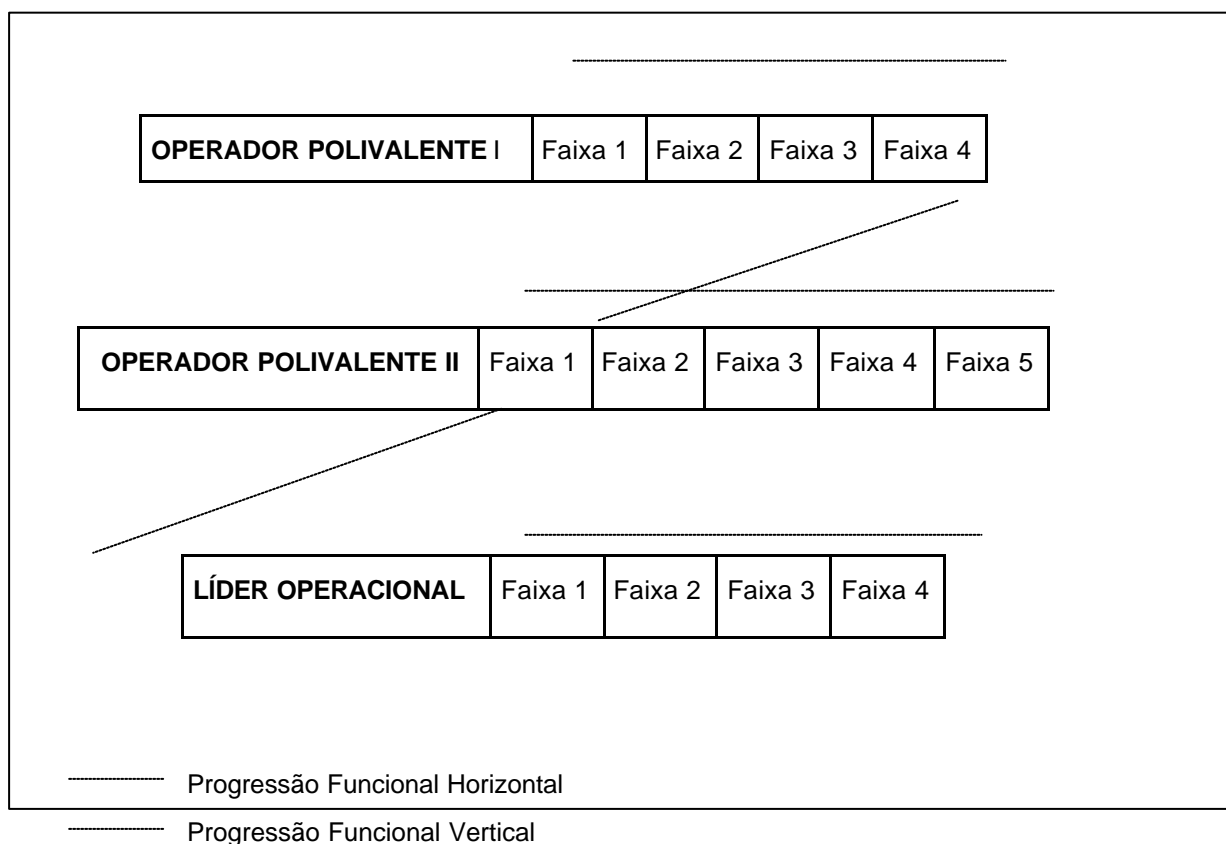 OPERADOR POLIVALENTE I Faixa 1 Faixa 2 Faixa 3 Faixa 4
OPERADOR POLIVALENTE II Faixa 1 Faixa 2 Faixa 3 Faixa 4 Faixa 5
LÍDER OPERACIONAL Faixa 1 Faixa 2 Faixa 3 Faixa 4
Progressão Funcional Horizontal
Progressão Funcional Vertical